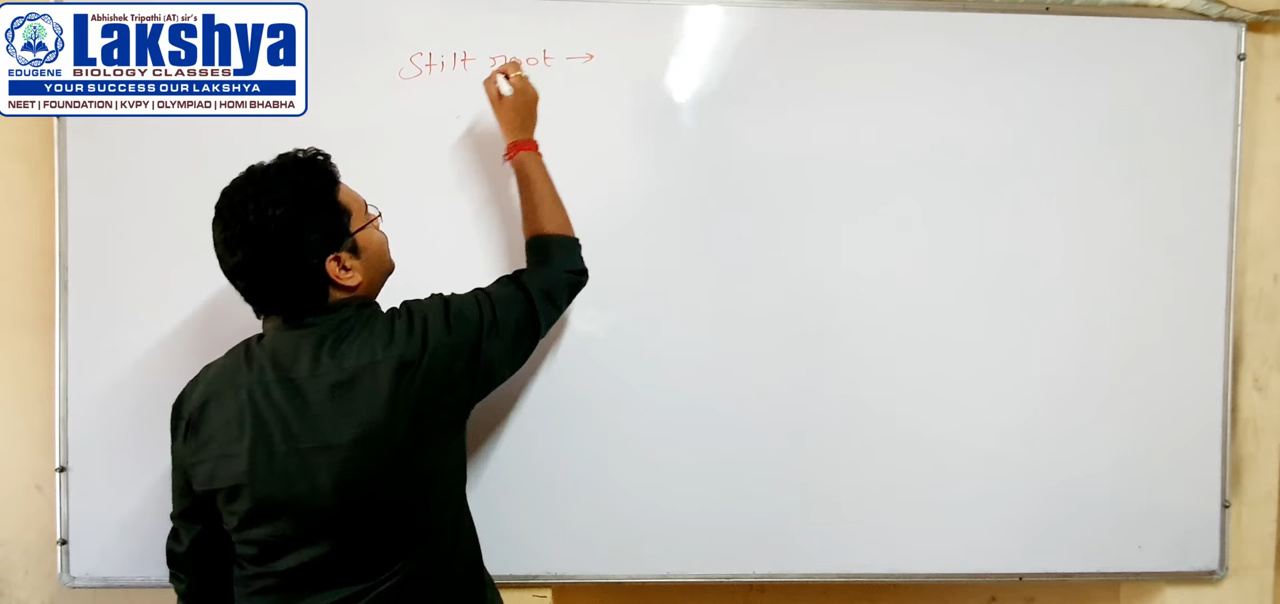 Abhishek Tripathi (AT) sir's
Lakshya
EDUGENE BIOLOGY CLASSES
YOUR SUCCESS OUR LAKSHYA
NEET | FOUNDATION | KVPY | OLYMPIAD | HOMI BHABHA
Stilt root →